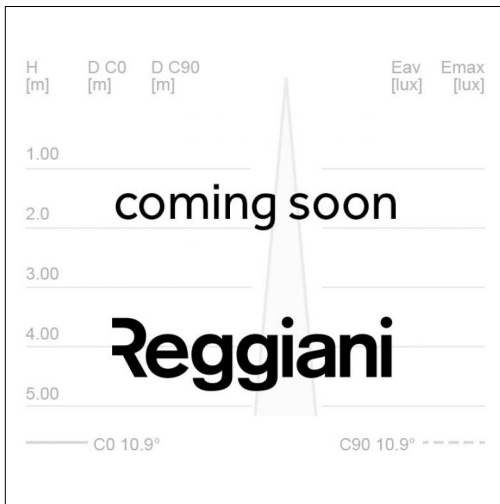 H D C0 D C90 Eav Emax
[m] [m] [m] [lux] [lux]
1.00
coming soon
2.0
3.00
4.00
Reggiani
5.00
C0 10.9° C90 10.9°